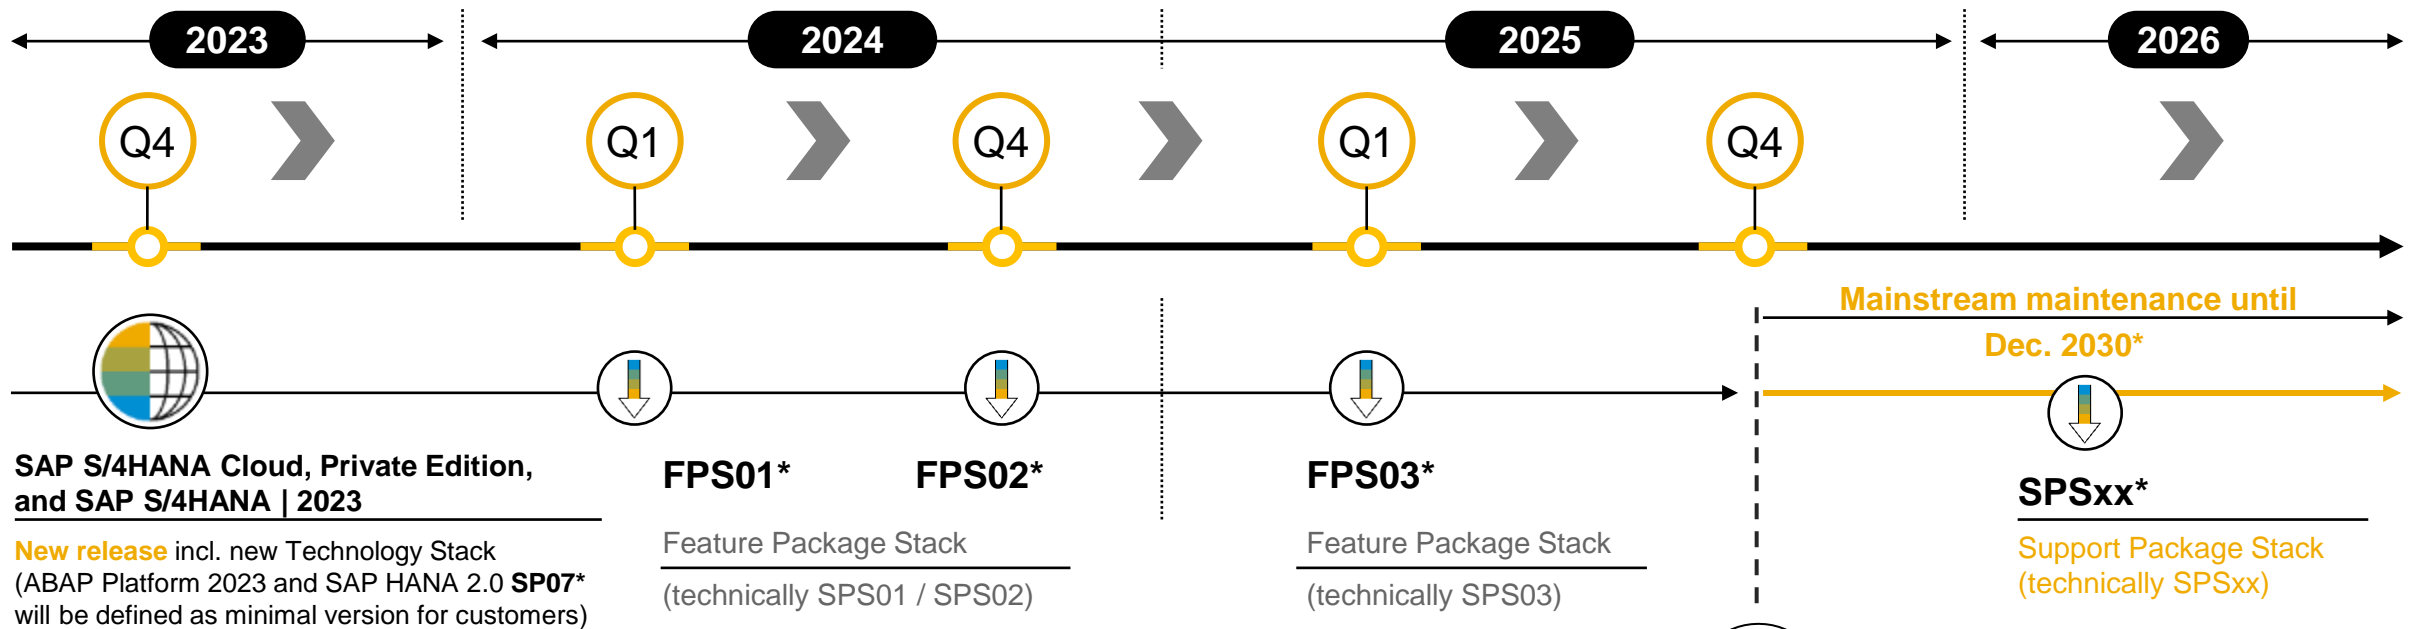 2023
2024
2025
2026
Q4
Q1
Q4
Q1
Q4
Mainstream maintenance until
Dec. 2030*
SAP S/4HANA Cloud, Private Edition,
and SAP S/4HANA | 2023
New release incl. new Technology Stack
(ABAP Platform 2023 and SAP HANA 2.0 SP07*
will be defined as minimal version for customers)
FPS01*
FPS02*
Feature Package Stack
(technically SPS01 / SPS02)
FPS03*
Feature Package Stack
(technically SPS03)
SPSxx*
Support Package Stack
(technically SPSxx)